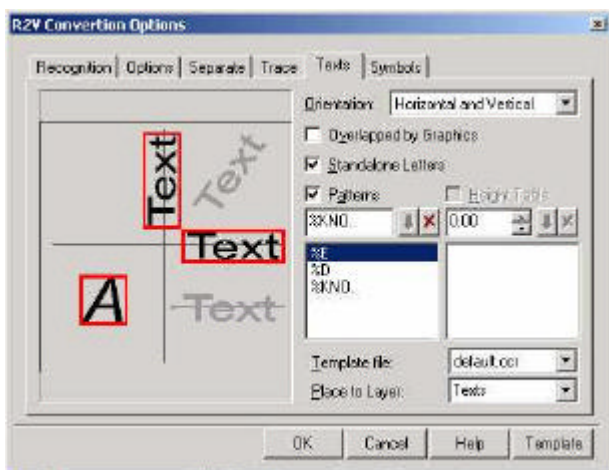 R2V Convertion Options
Recognition Options Separate Trace Texts Symbols
Text
Text
Text
A
Text
Orientation: Horizontal and Vertical
Overlapped by Graphics
Standalone Letters
Patterns Height Table
%KNO. 0.00
%E
%D
%KNO.
Template file: default.ocr
Place to Layer: Texts
OK Cancel Help Template